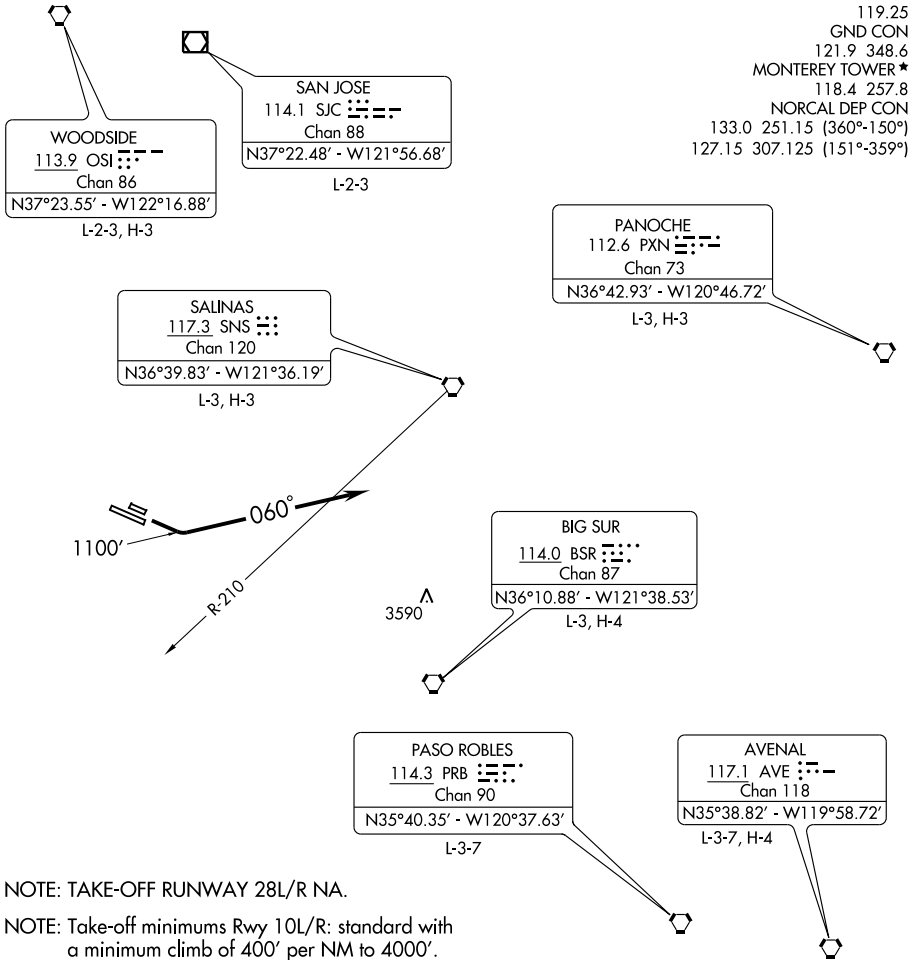 119.25
GND CON
121.9 348.6
MONTEREY TOWER★
118.4 257.8
NORCAL DEP CON
133.0 251.15 (360°-150°)
127.15 307.125 (151°-359°)
SAN JOSE
114.1 SJC
Chan 88
N37°22.48′ - W121°56.68′
L-2-3
WOODSIDE
113.9 OSI
Chan 86
N37°23.55′ - W122°16.88′
L-2-3, H-3
PANOCHE
112.6 PXN
Chan 73
N36°42.93′ - W120°46.72′
L-3, H-3
SALINAS
117.3 SNS
Chan 120
N36°39.83′ - W121°36.19′
L-3, H-3
060°
1100′
R-210
3590
BIG SUR
114.0 BSR
Chan 87
N36°10.88′ - W121°38.53′
L-3, H-4
PASO ROBLES
114.3 PRB
Chan 90
N35°40.35′ - W120°37.63′
L-3-7
AVENAL
117.1 AVE
Chan 118
N35°38.82′ - W119°58.72′
L-3-7, H-4
NOTE: TAKE-OFF RUNWAY 28L/R NA.
NOTE: Take-off minimums Rwy 10L/R: standard with
a minimum climb of 400′ per NM to 4000′.